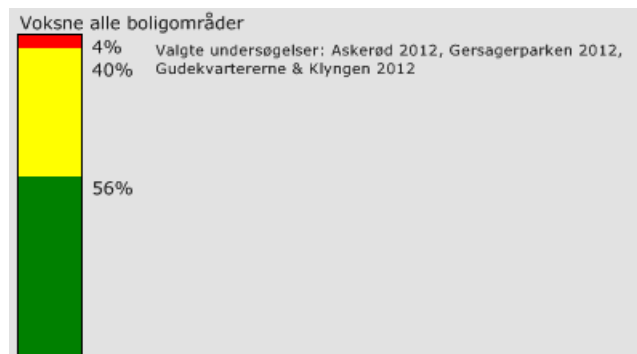 Voksne alle boligområder
4%
Valgte undersøgelser: Askerød 2012, Gersagerparken 2012,
40%
Gudekvartererne & Klyngen 2012
56%